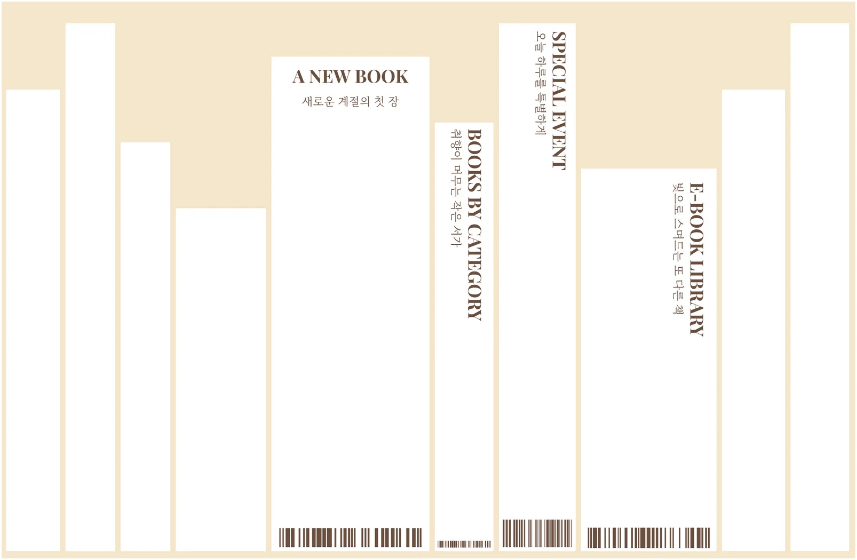 A NEW BOOK
새로운 계절의 첫 장
BOOKS BY CATEGORY
취향이 머무는 작은 서가
SPECIAL EVENT
오늘 하루를 특별하게
E-BOOK LIBRARY
빛으로 스며드는 또 다른 책